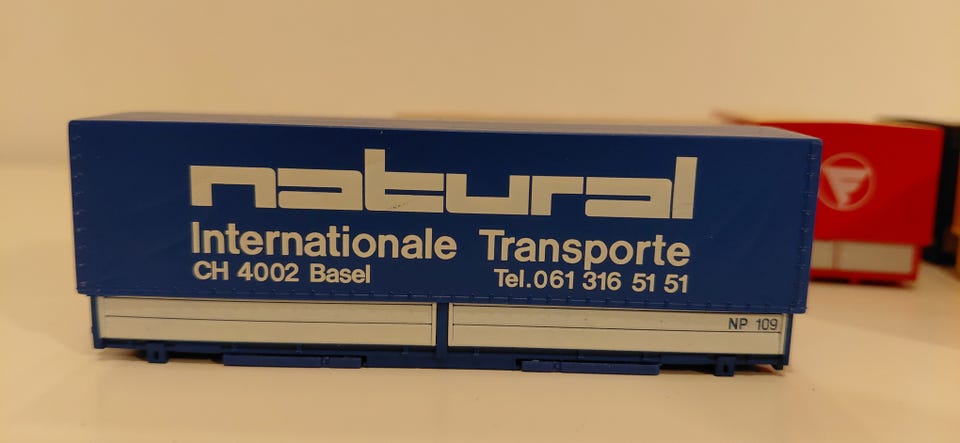 natural
Internationale Transporte
CH 4002 Basel Tel.061 316 51 51
NP 109